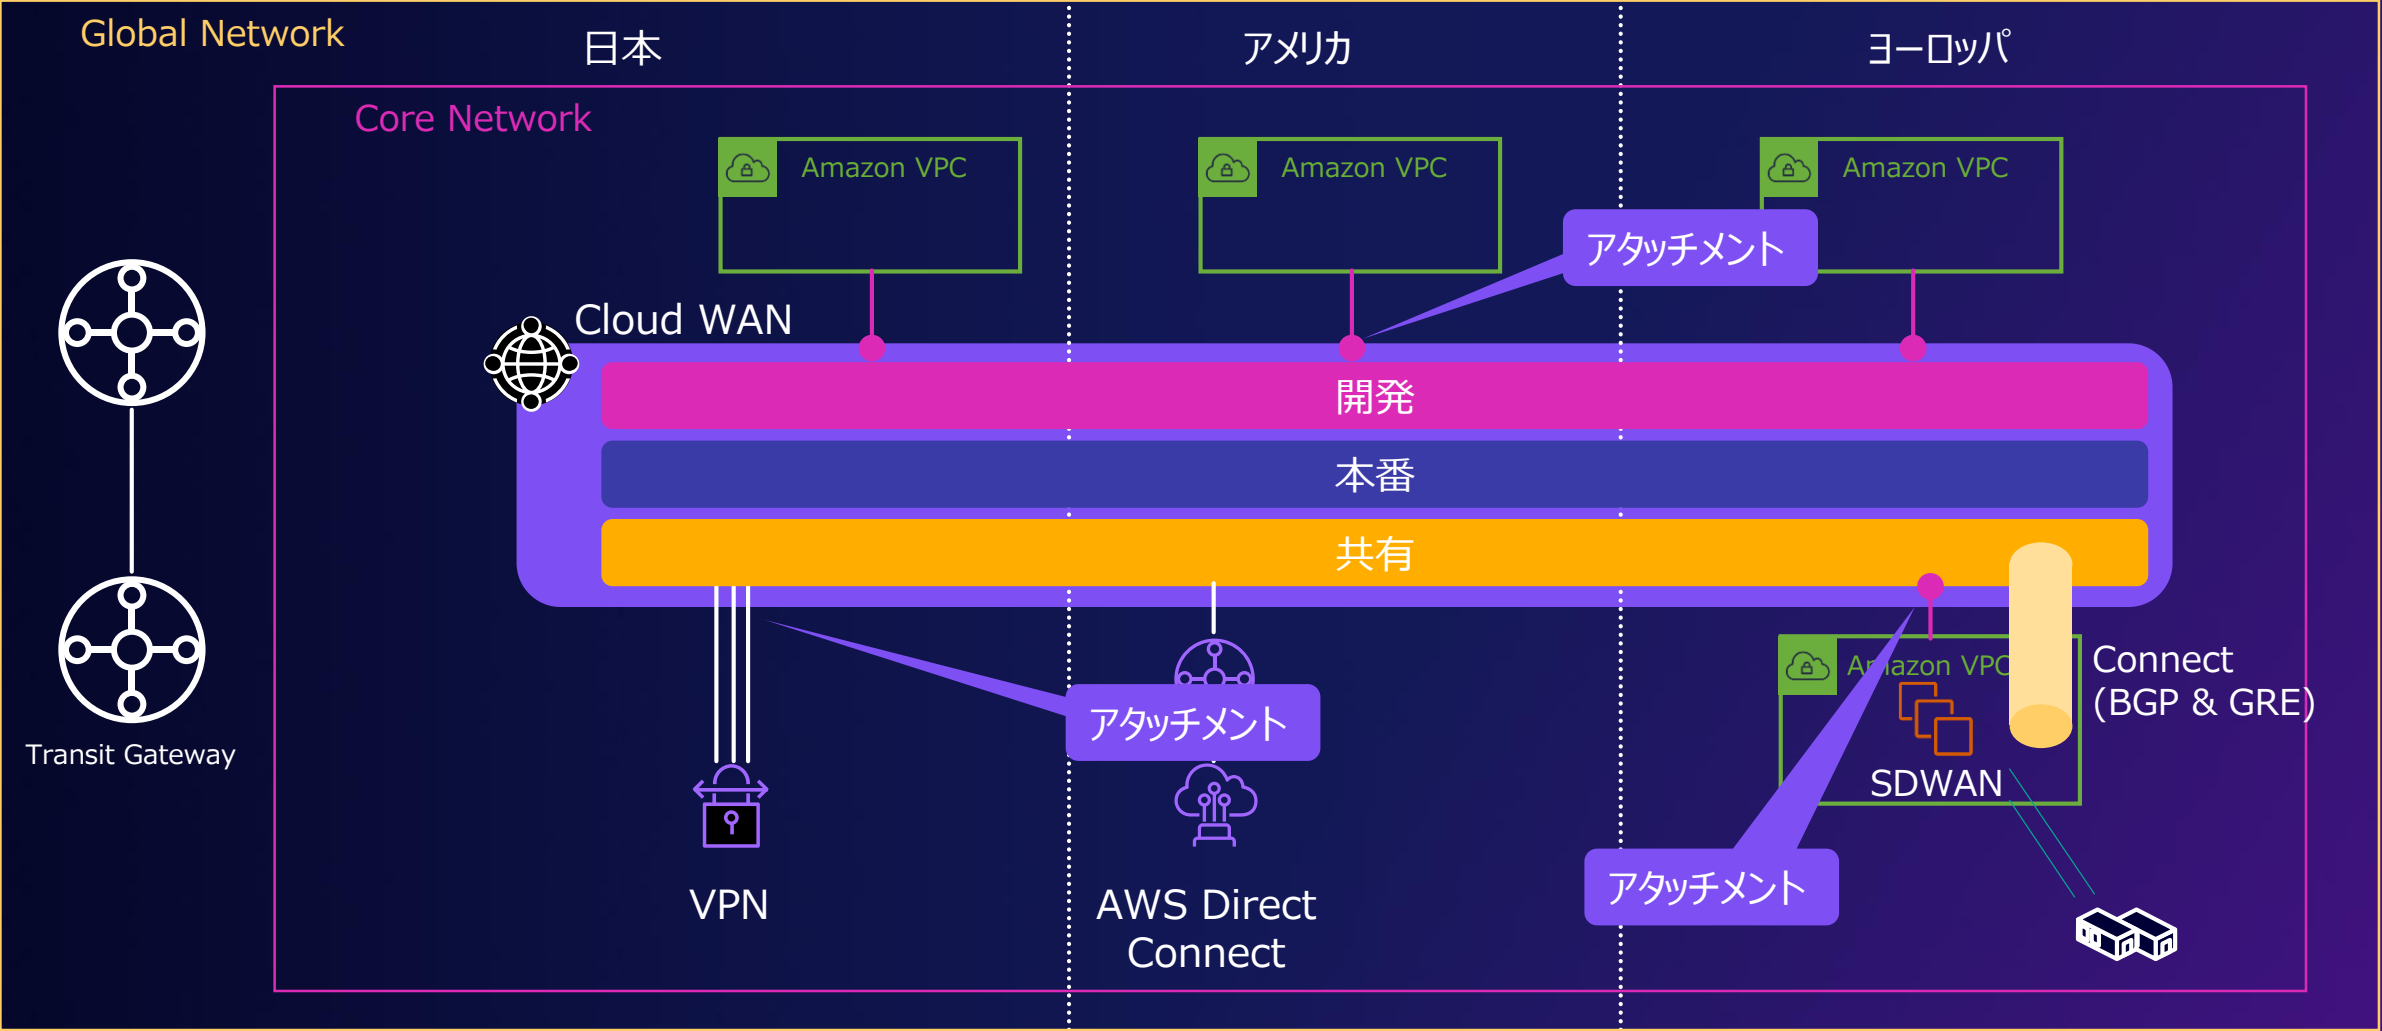 Global Network
日本
アメリカ
ヨーロッパ
Core Network
Amazon VPC
Amazon VPC
Amazon VPC
アタッチメント
Cloud WAN
開発
本番
共有
Transit Gateway
アタッチメント
Amazon VPC
SDWAN
Connect
(BGP & GRE)
アタッチメント
VPN
AWS Direct
Connect